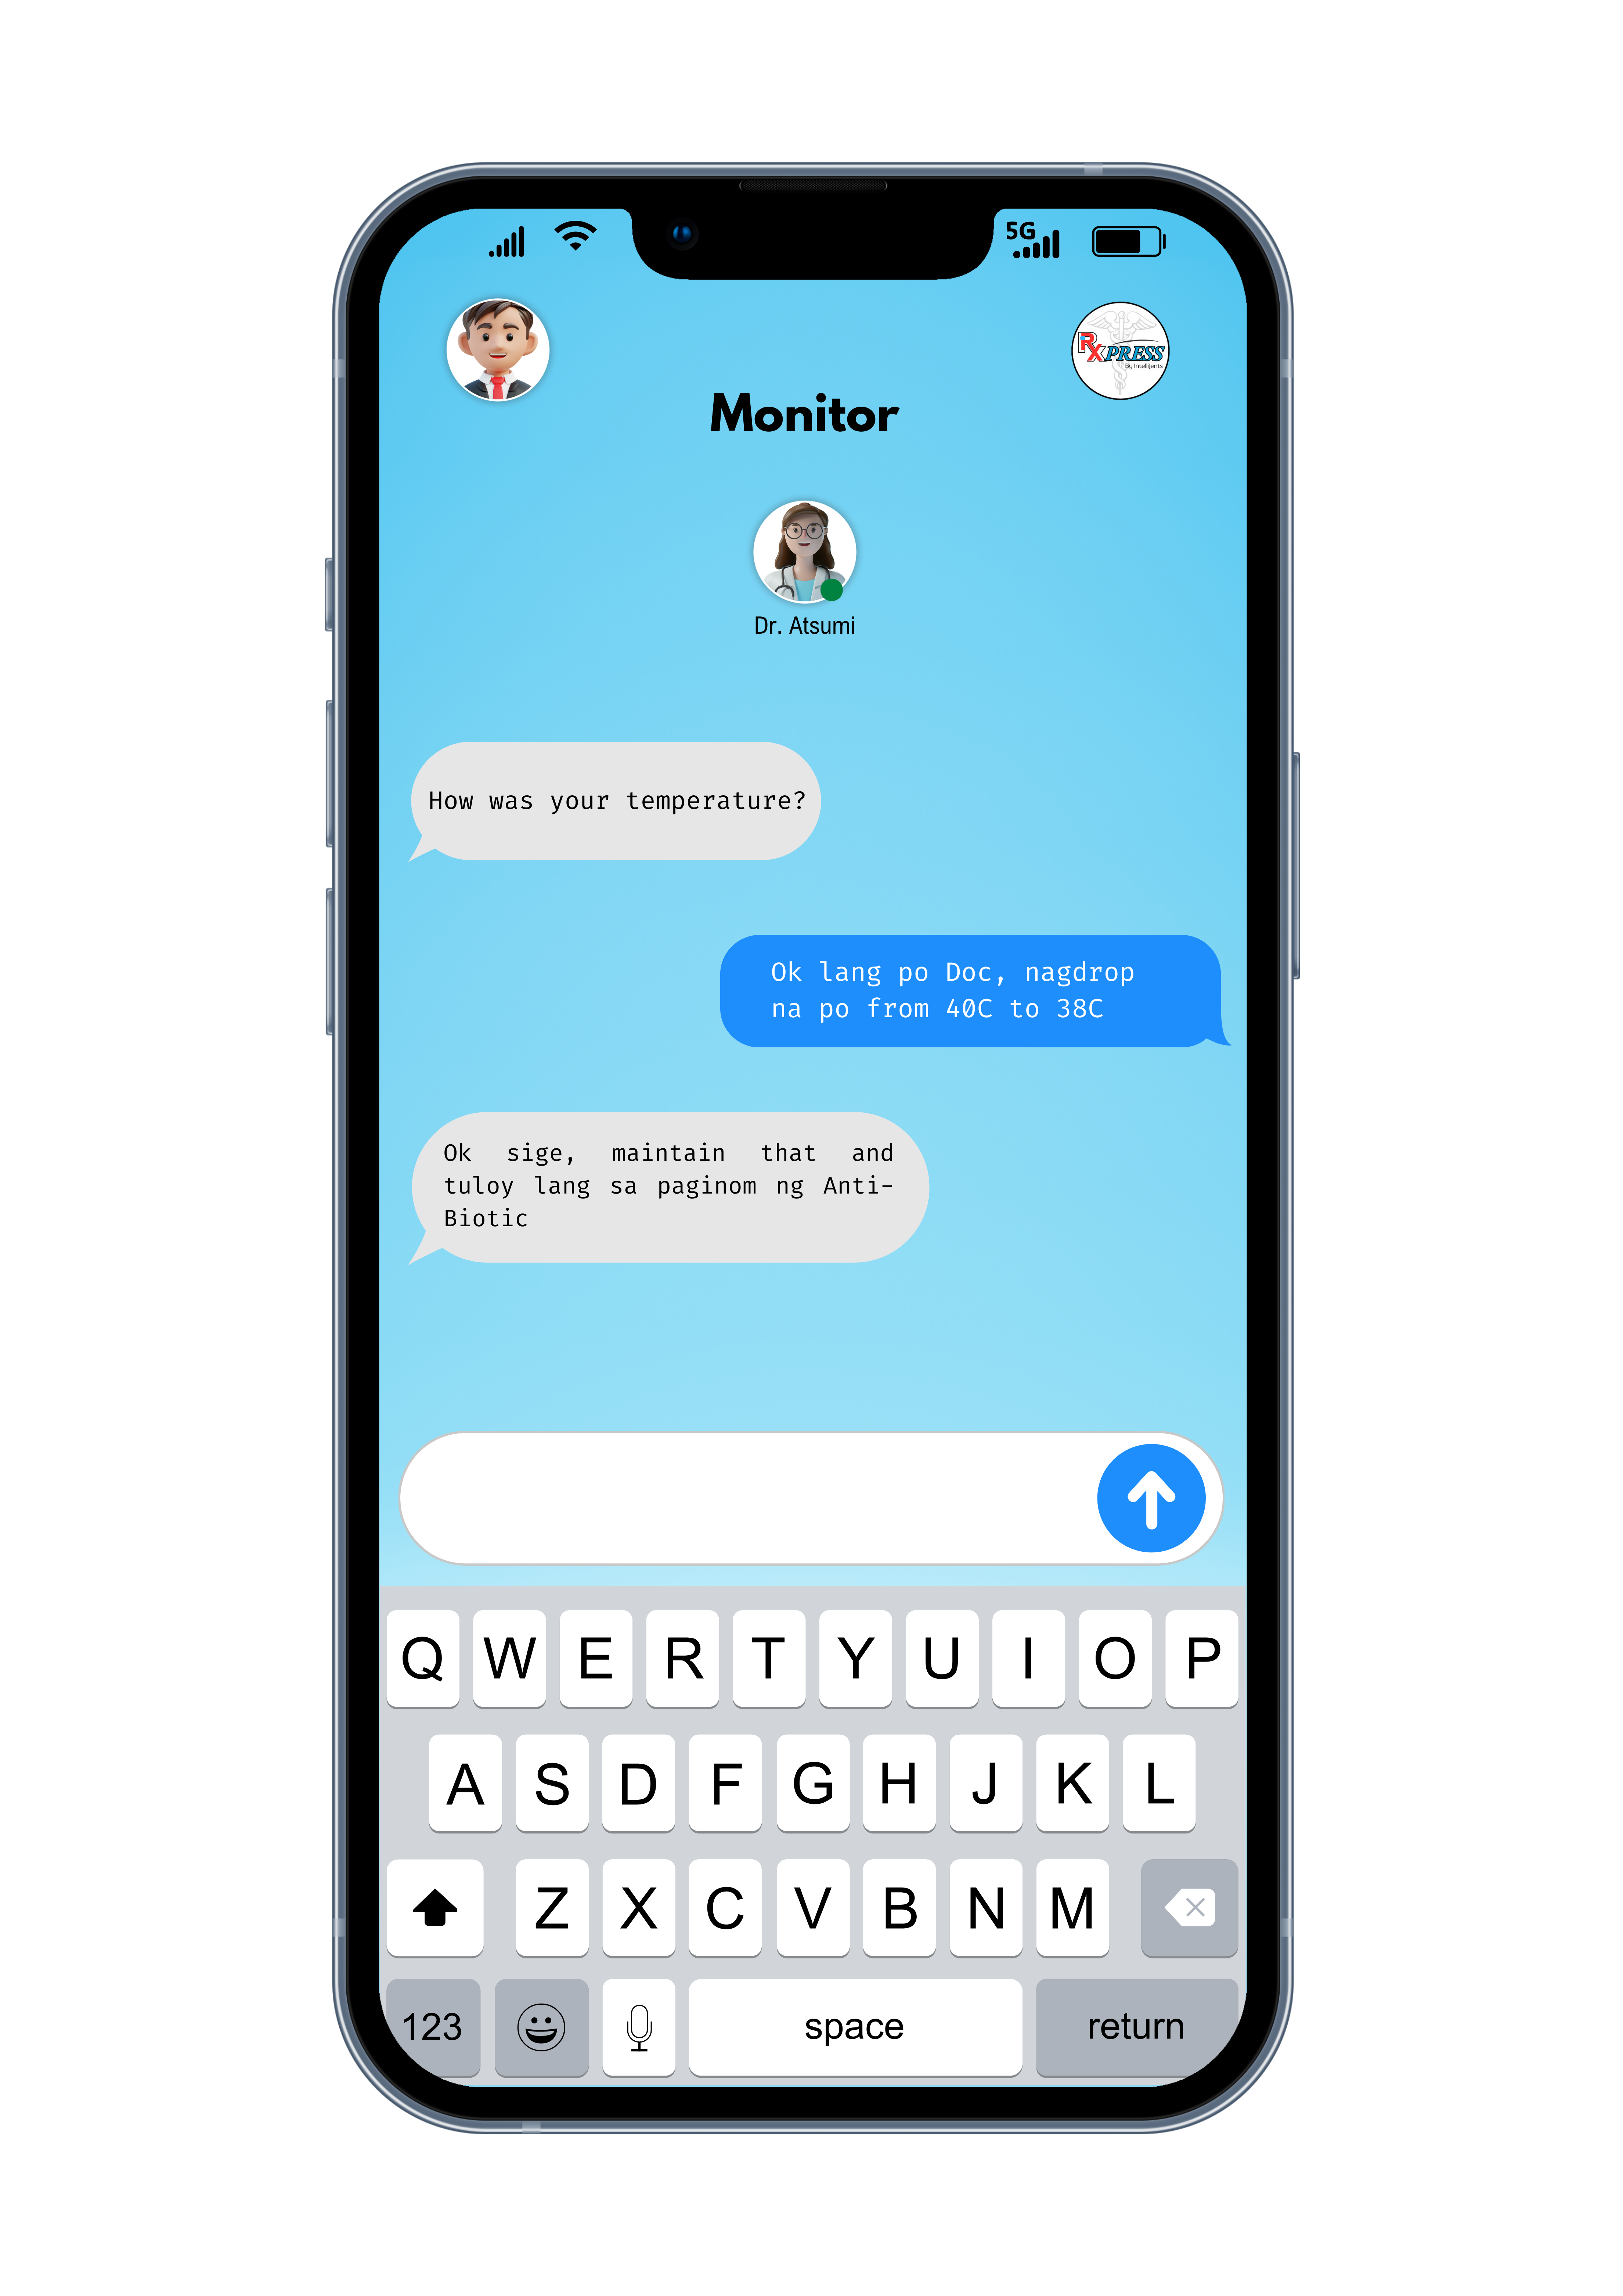 5G
RXPRESS
By Intellijents
Monitor
Dr. Atsumi
How was your temperature?
Ok lang po Doc, nagdrop
na po from 40C to 38C
Ok sige, maintain that and
tuloy lang sa paginom ng Anti-
Biotic
Q W E R T Y U I O P
A S D F G H J K L
Z X C V B N M
123 space return